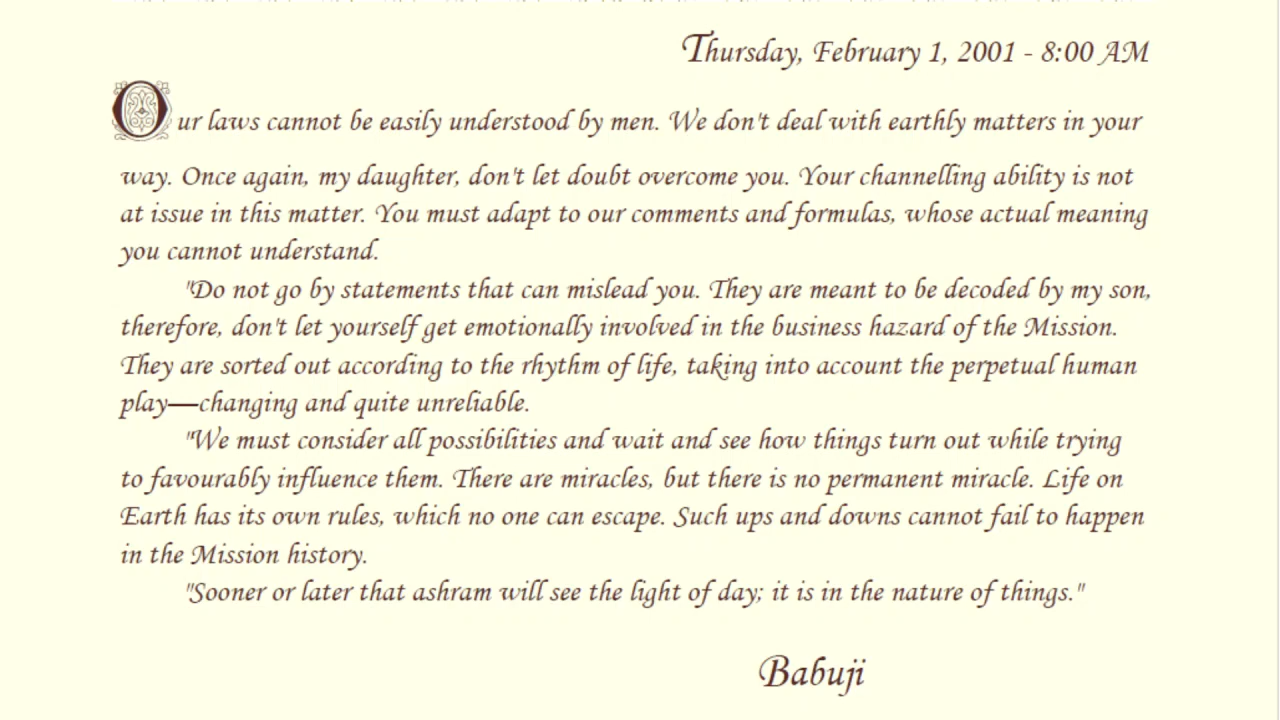 Thursday, February 1, 2001 - 8:00 AM
Our laws cannot be easily understood by men. We don't deal with earthly matters in your
way. Once again, my daughter, don't let doubt overcome you. Your channelling ability is not
at issue in this matter. You must adapt to our comments and formulas, whose actual meaning
you cannot understand.
"Do not go by statements that can mislead you. They are meant to be decoded by my son,
therefore, don't let yourself get emotionally involved in the business hazard of the Mission.
They are sorted out according to the rhythm of life, taking into account the perpetual human
play—changing and quite unreliable.
"We must consider all possibilities and wait and see how things turn out while trying
to favourably influence them. There are miracles, but there is no permanent miracle. Life on
Earth has its own rules, which no one can escape. Such ups and downs cannot fail to happen
in the Mission history.
"Sooner or later that ashram will see the light of day; it is in the nature of things."
Babuji